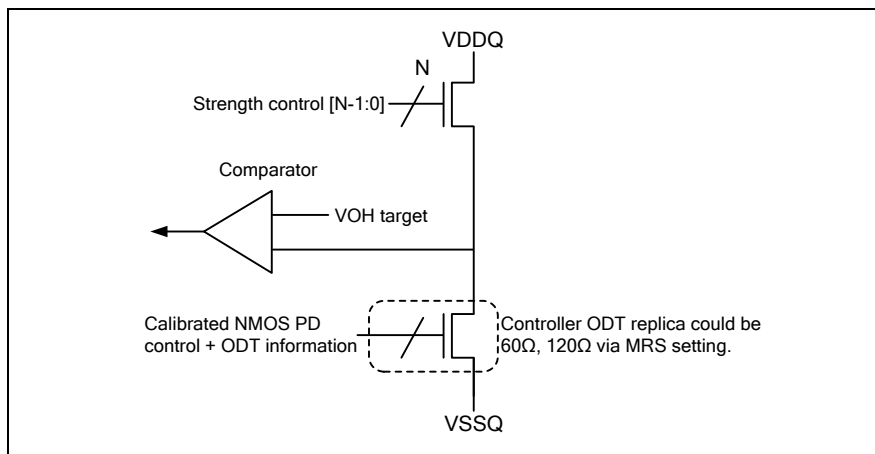 VDDQ
N
Strength control [N-1:0]
Comparator
VOH target
Calibrated NMOS PD
control + ODT information
Controller ODT replica could be
60Ω, 120Ω via MRS setting.
VSSQ